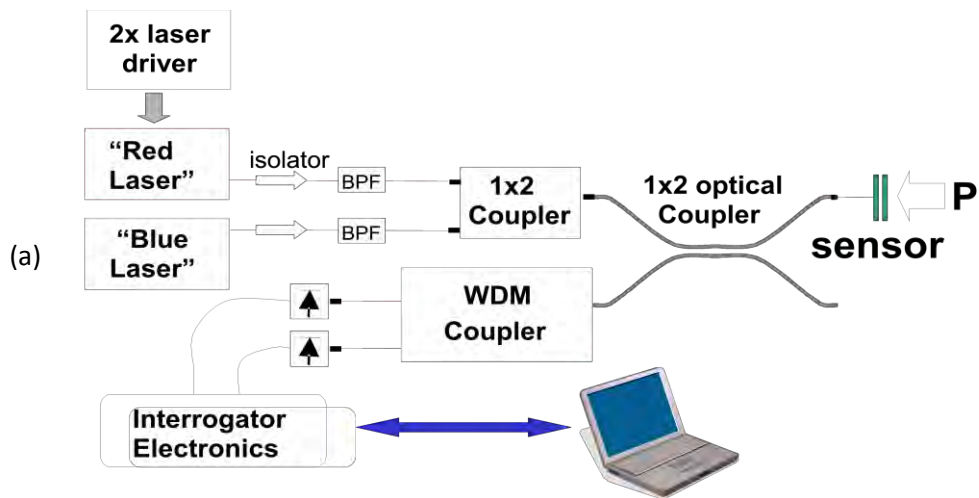 2x laser
driver
“Red
Laser”
isolator
BPF
1x2
Coupler
1x2 optical
Coupler
P
sensor
“Blue
Laser”
BPF
(a)
WDM
Coupler
Interrogator
Electronics